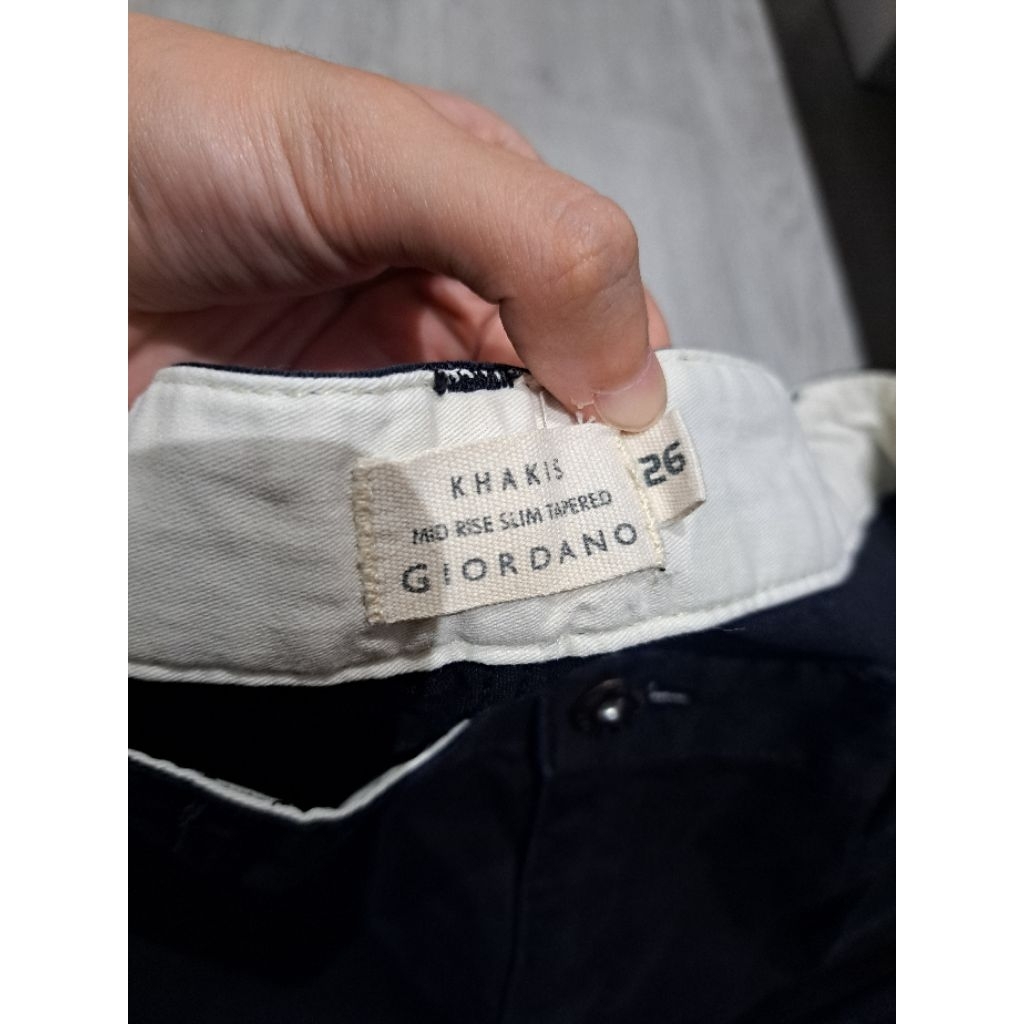 KHAKIS
MID RISE SLIM TAPERED
GIORDANO
26